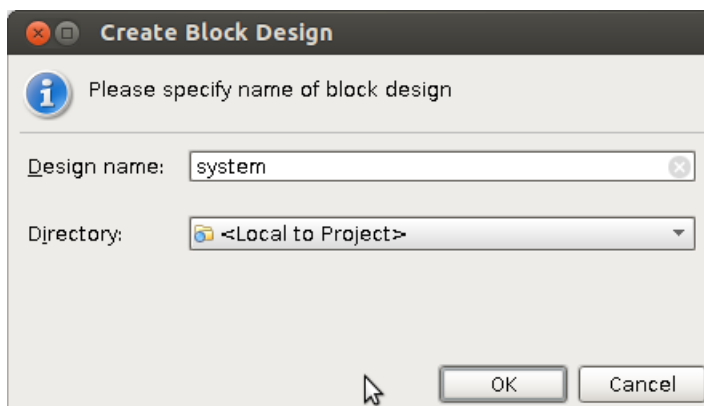 Create Block Design
Please specify name of block design
Design name: system
Directory: <Local to Project>
OK Cancel